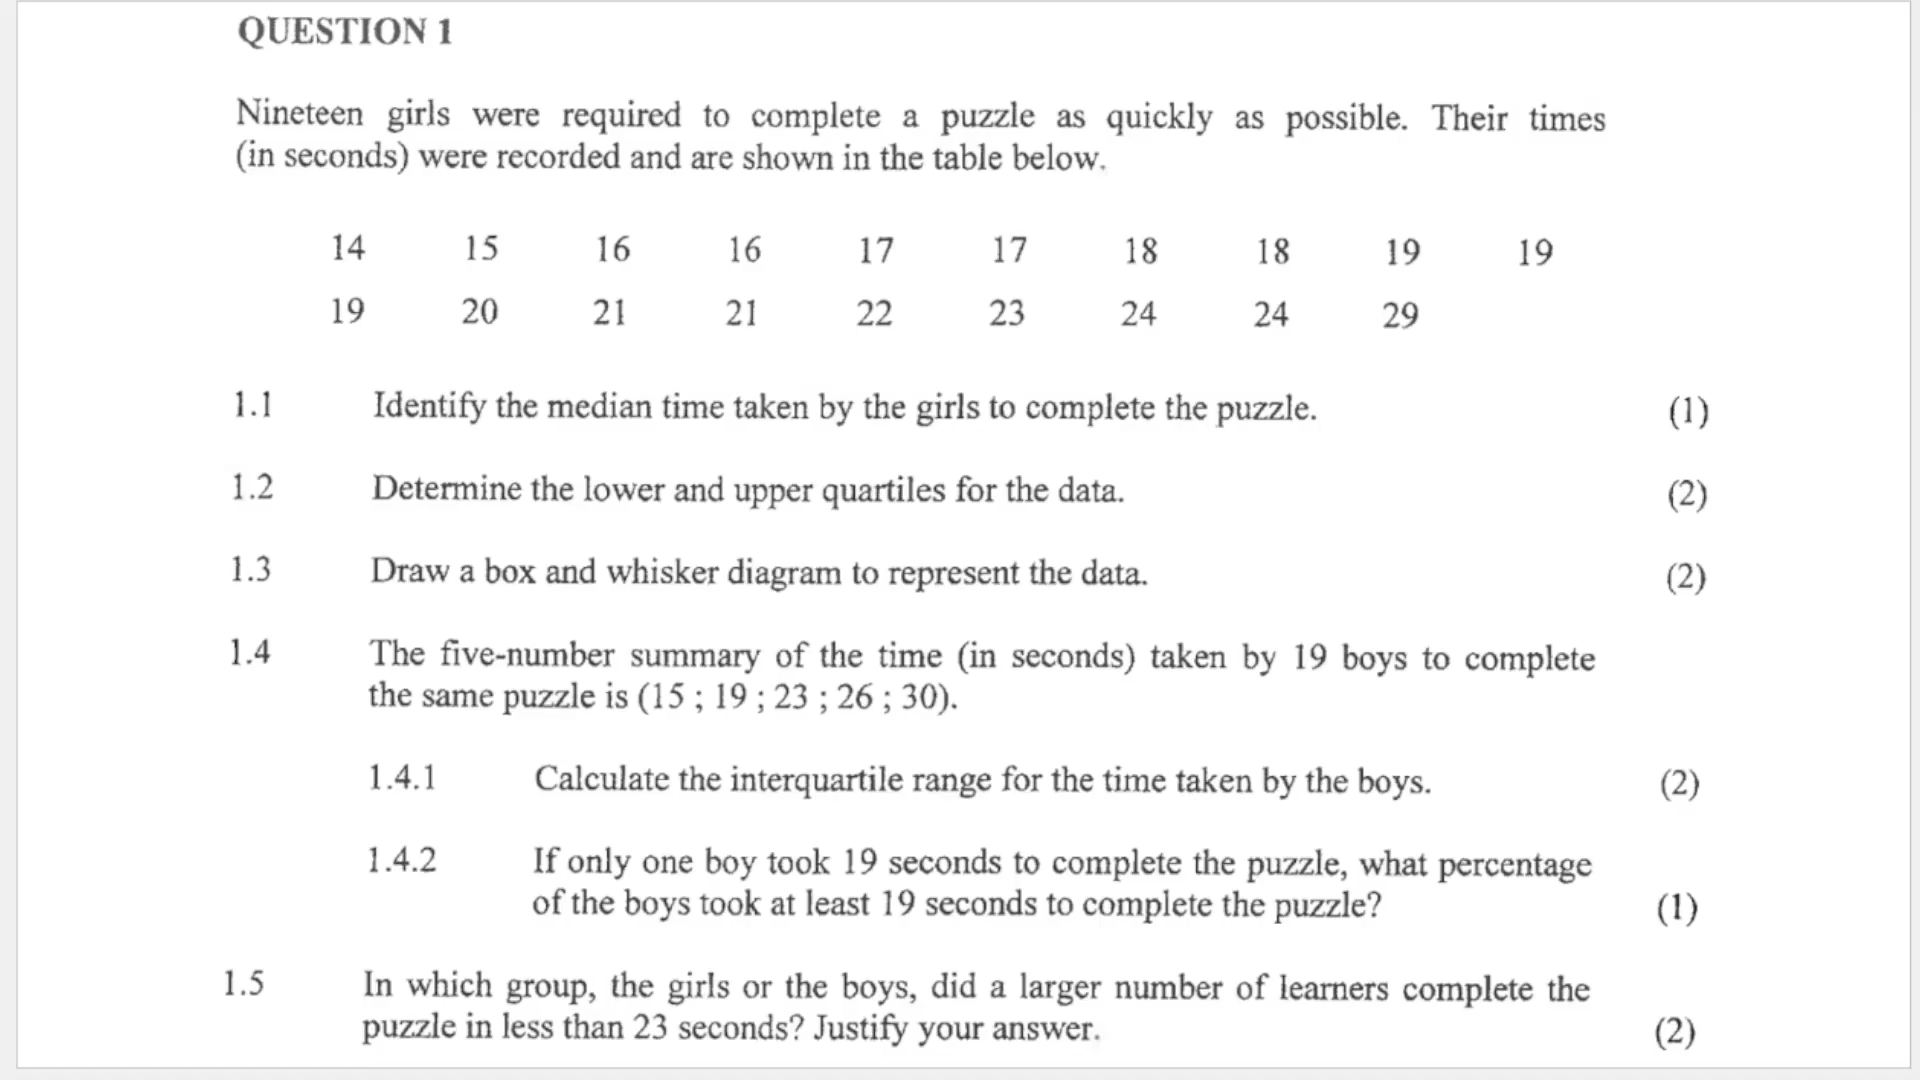 QUESTION 1
Nineteen girls were required to complete a puzzle as quickly as possible. Their times
(in seconds) were recorded and are shown in the table below.
14 15 16 16 17 17 18 18 19 19
19 20 21 21 22 23 24 24 29
1.1 Identify the median time taken by the girls to complete the puzzle. (1)
1.2 Determine the lower and upper quartiles for the data. (2)
1.3 Draw a box and whisker diagram to represent the data. (2)
1.4 The five-number summary of the time (in seconds) taken by 19 boys to complete
the same puzzle is (15 ; 19 ; 23 ; 26 ; 30).
1.4.1 Calculate the interquartile range for the time taken by the boys. (2)
1.4.2 If only one boy took 19 seconds to complete the puzzle, what percentage
of the boys took at least 19 seconds to complete the puzzle? (1)
1.5 In which group, the girls or the boys, did a larger number of learners complete the
puzzle in less than 23 seconds? Justify your answer. (2)